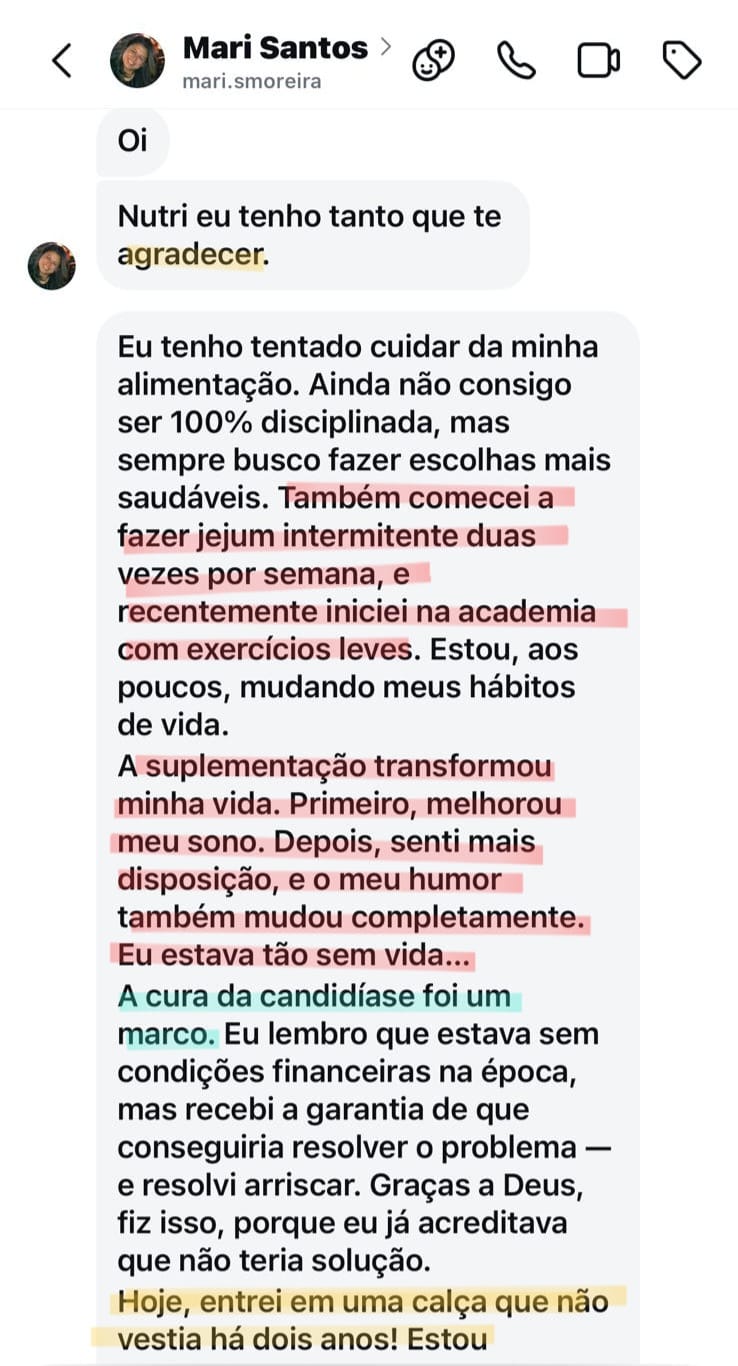 Mari Santos
mari.smoreira
Oi
Nutri eu tenho tanto que te
agradecer.
Eu tenho tentado cuidar da minha
alimentação. Ainda não consigo
ser 100% disciplinada, mas
sempre busco fazer escolhas mais
saudáveis. Também comecei a
fazer jejum intermitente duas
vezes por semana, e
recentemente iniciei na academia
com exercícios leves. Estou, aos
poucos, mudando meus hábitos
de vida.
A suplementação transformou
minha vida. Primeiro, melhorou
meu sono. Depois, senti mais
disposição, e o meu humor
também mudou completamente.
Eu estava tão sem vida...
A cura da candidíase foi um
marco. Eu lembro que estava sem
condições financeiras na época,
mas recebi a garantia de que
conseguiria resolver o problema —
e resolvi arriscar. Graças a Deus,
fiz isso, porque eu já acreditava
que não teria solução.
Hoje, entrei em uma calça que não
vestia há dois anos! Estou